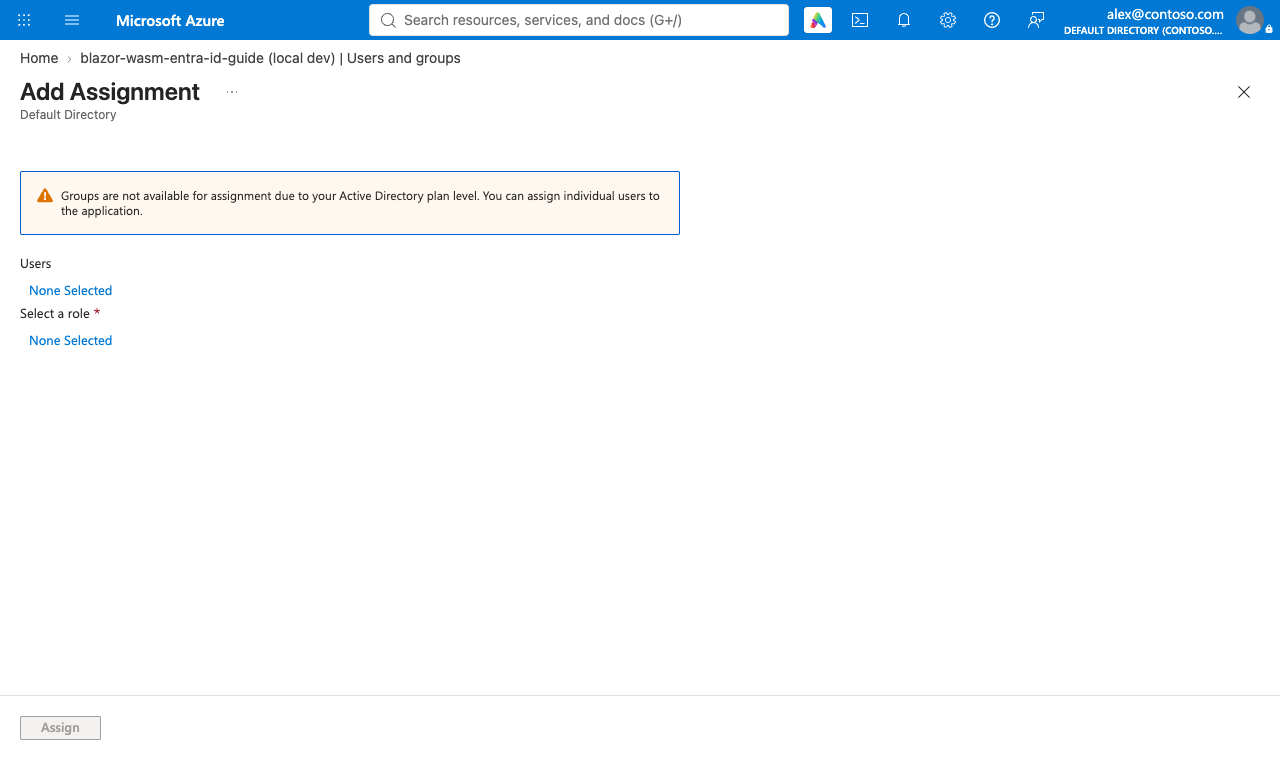 Microsoft Azure
Search resources, services, and docs (G+/)
alex@contoso.com
DEFAULT DIRECTORY (CONTOSO....
Home > blazor-wasm-entra-id-guide (local dev) | Users and groups
Add Assignment ...
Default Directory
Groups are not available for assignment due to your Active Directory plan level. You can assign individual users to
the application.
Users
None Selected
Select a role *
None Selected
Assign